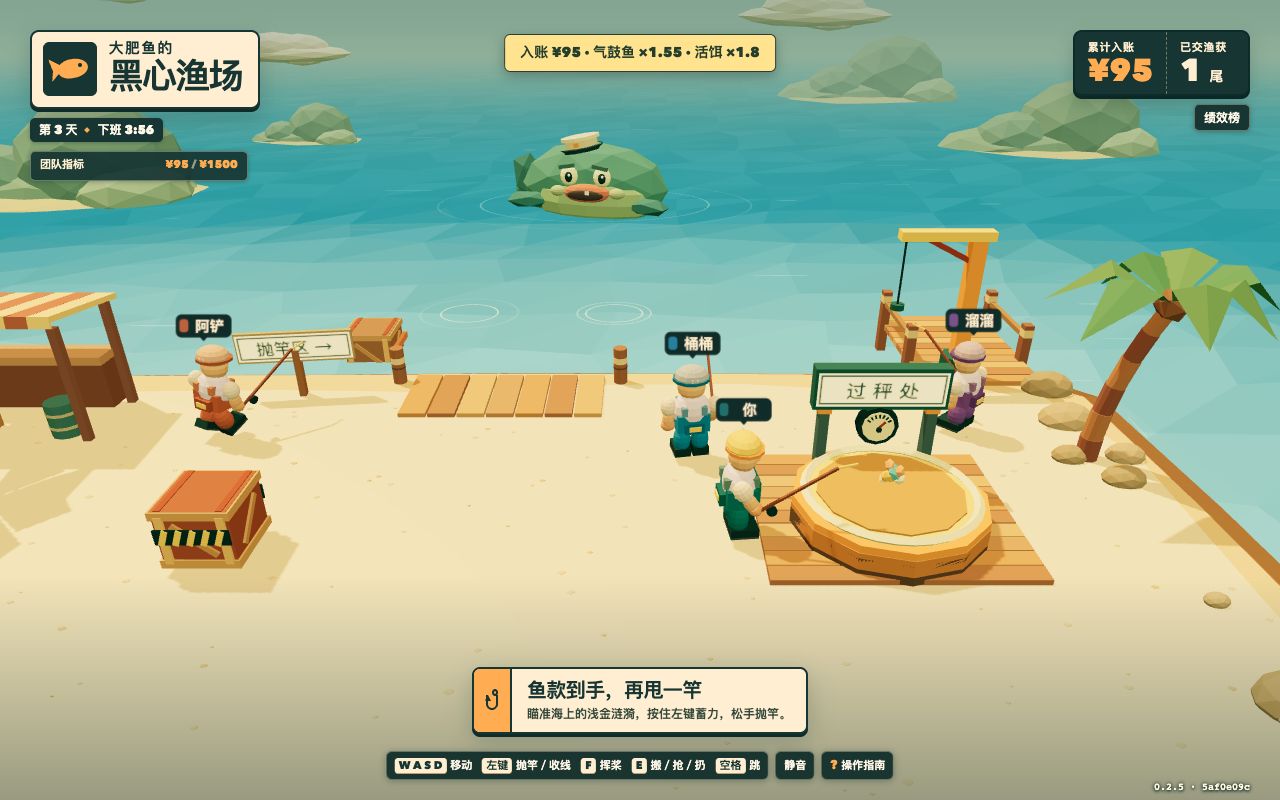 大肥鱼的
黑心渔场
第 3 天 • 下班 3:56
团队指标 ¥95 / ¥1500
入账 ¥95 · 气鼓鱼 ×1.55 · 活饵 ×1.8
累计入账 已交渔获
¥95 1 尾
绩效榜
阿铲
抛竿区 →
桶桶
你
溜溜
过秤处
鱼款到手，再甩一竿
瞄准海上的浅金涟漪，按住左键蓄力，松手抛竿。
WASD 移动 左键 抛竿 / 收线 F 挥桨 E 搬 / 抢 / 扔 空格 跳 静音 ? 操作指南
0.2.5 · 5af0e09c